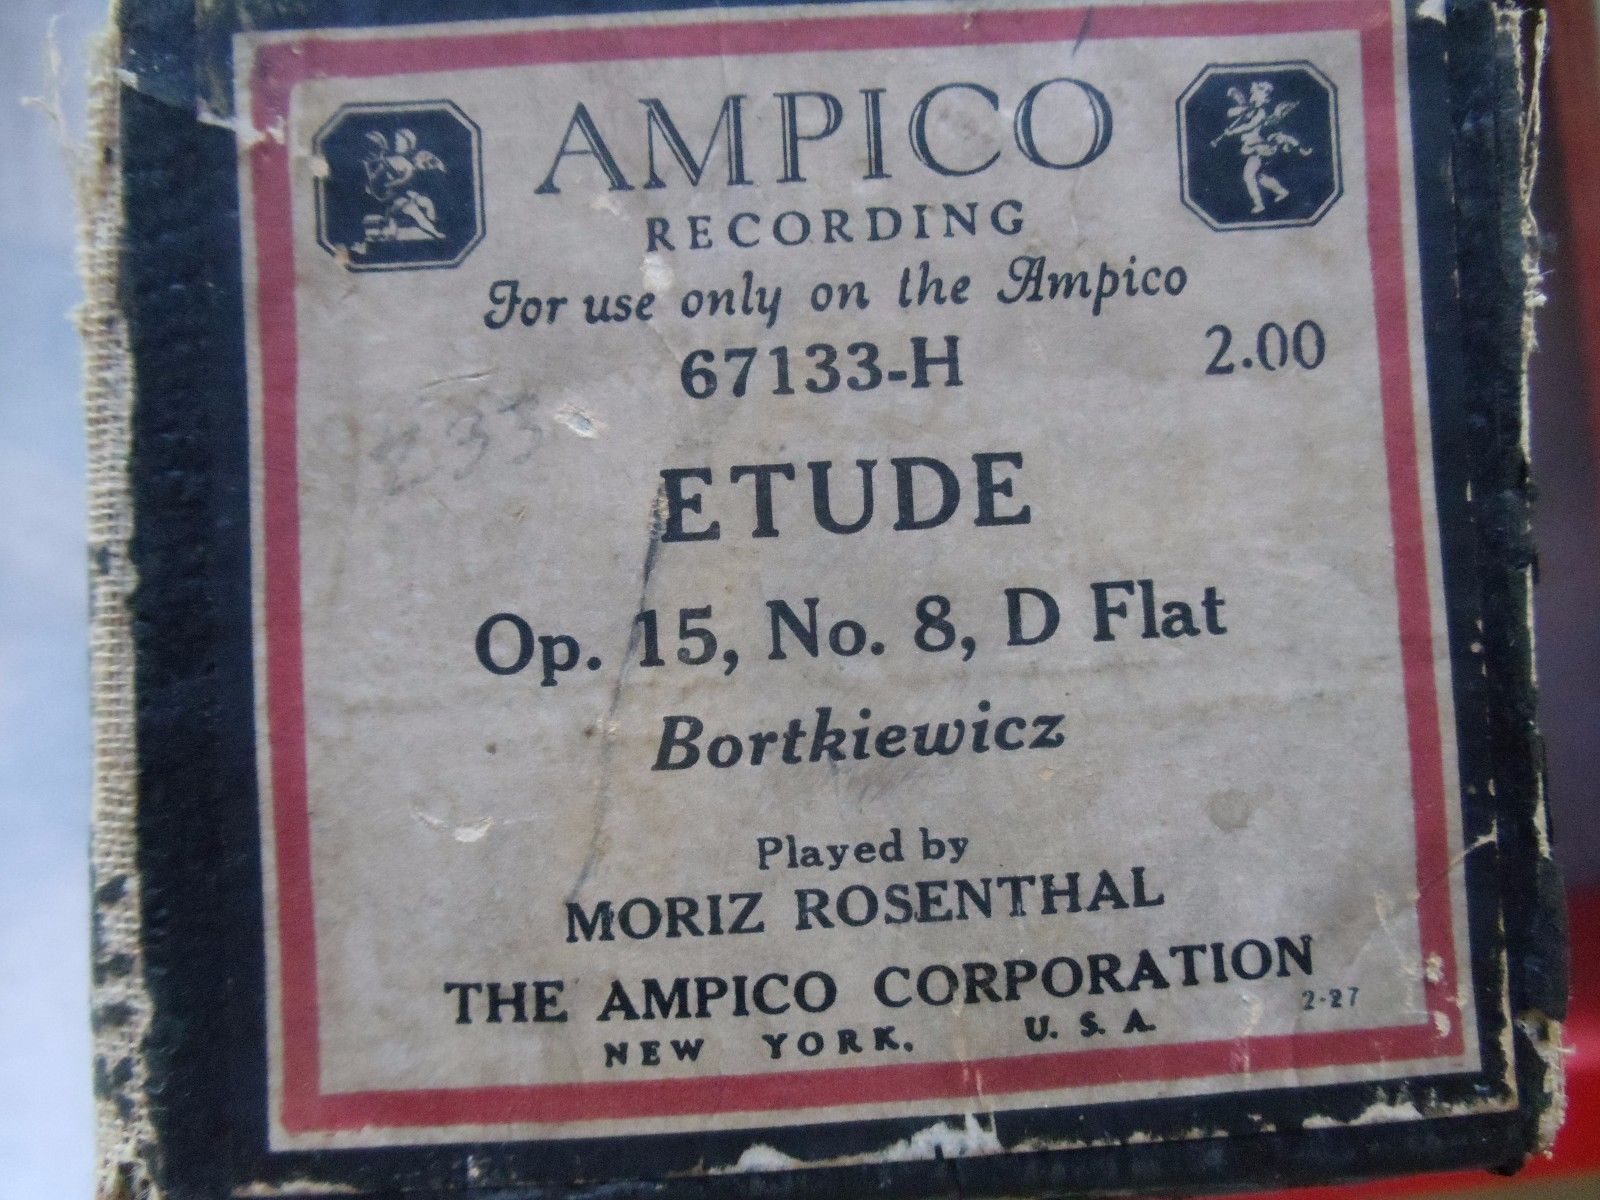 AMPICO
RECORDING
For use only on the Ampico
67133-H 2.00
233
ETUDE
Op. 15, No. 8, D Flat
Bortkiewicz
Played by
MORIZ ROSENTHAL
THE AMPICO CORPORATION
2-27
NEW YORK. U. S. A.